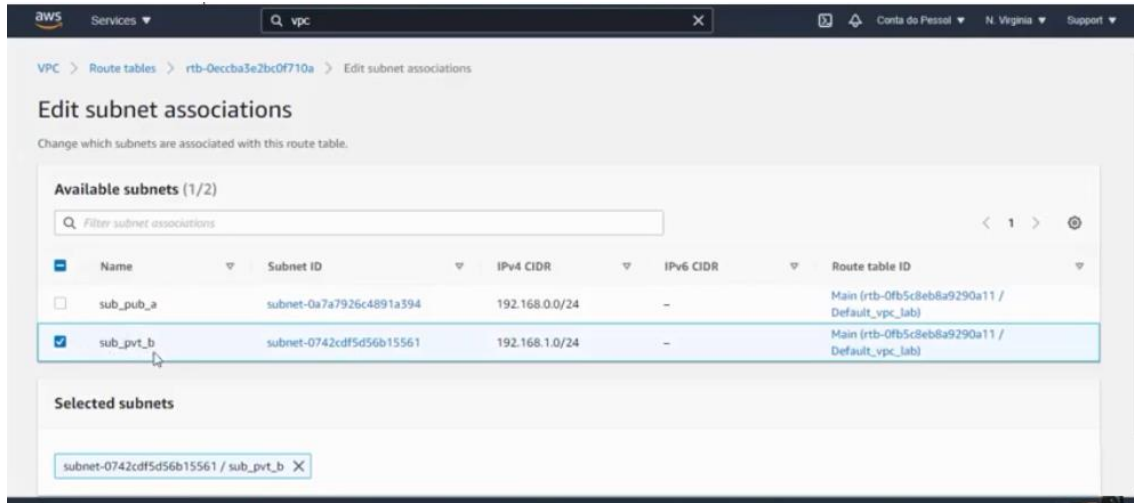 aws Services ▼ vpc Conta do Pessol ▼ N. Virginia ▼ Support ▼
VPC > Route tables > rtb-0eccba3e2bc0f710a > Edit subnet associations
Edit subnet associations
Change which subnets are associated with this route table.
Available subnets (1/2)
Filter subnet associations < 1 >
Name Subnet ID IPv4 CIDR IPv6 CIDR Route table ID
sub_pub_a subnet-0a7a7926c4891a394 192.168.0.0/24 – Main (rtb-0fb5c8eb8a9290a11 /
Default_vpc_lab)
sub_pvt_b subnet-0742cdf5d56b15561 192.168.1.0/24 – Main (rtb-0fb5c8eb8a9290a11 /
Default_vpc_lab)
Selected subnets
subnet-0742cdf5d56b15561 / sub_pvt_b X